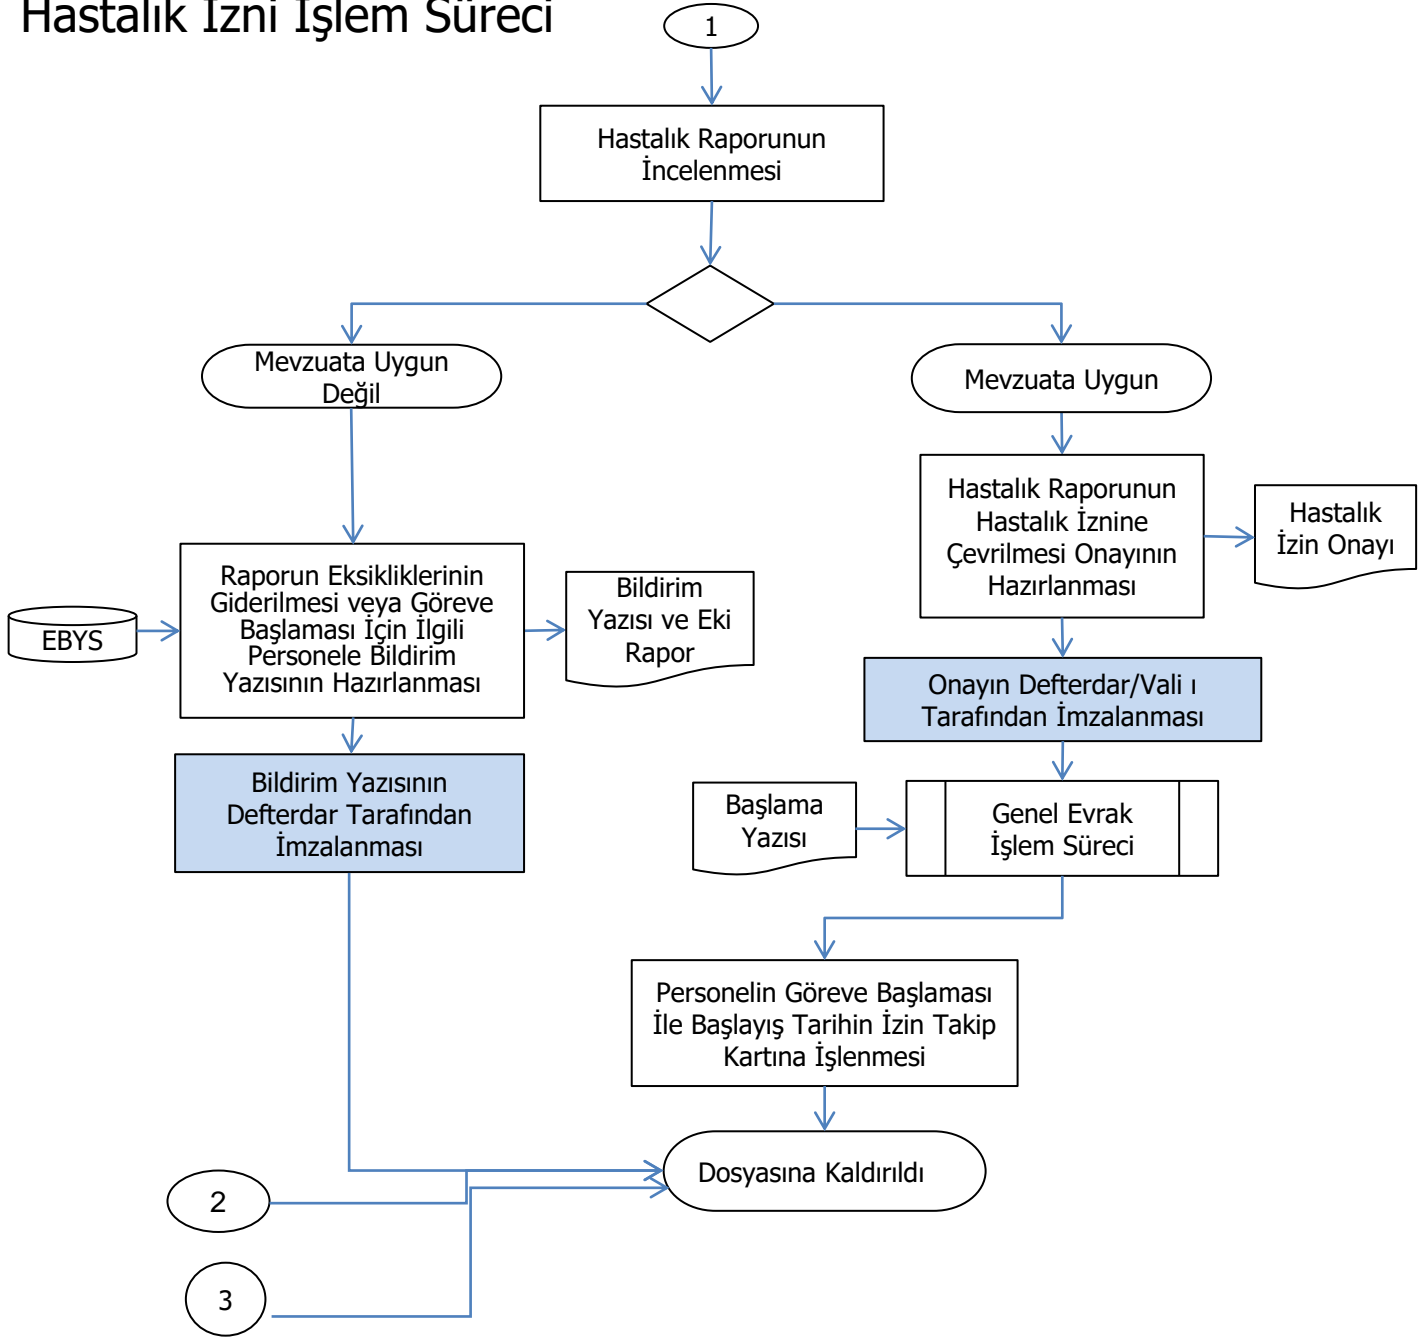 Hastalık İzni İşlem Süreci
1
Hastalık Raporunun
İncelenmesi
Mevzuata Uygun
Değil
Mevzuata Uygun
Hastalık Raporunun
Hastalık İznine
Çevrilmesi Onayının
Hazırlanması
Hastalık
İzin Onayı
EBYS
Raporun Eksikliklerinin
Giderilmesi veya Göreve
Başlaması İçin İlgili
Personele Bildirim
Yazısının Hazırlanması
Bildirim
Yazısı ve Eki
Rapor
Onayın Defterdar/Vali ı
Tarafından İmzalanması
Bildirim Yazısının
Defterdar Tarafından
İmzalanması
Başlama
Yazısı
Genel Evrak
İşlem Süreci
Personelin Göreve Başlaması
İle Başlayış Tarihin İzin Takip
Kartına İşlenmesi
Dosyasına Kaldırıldı
2
3